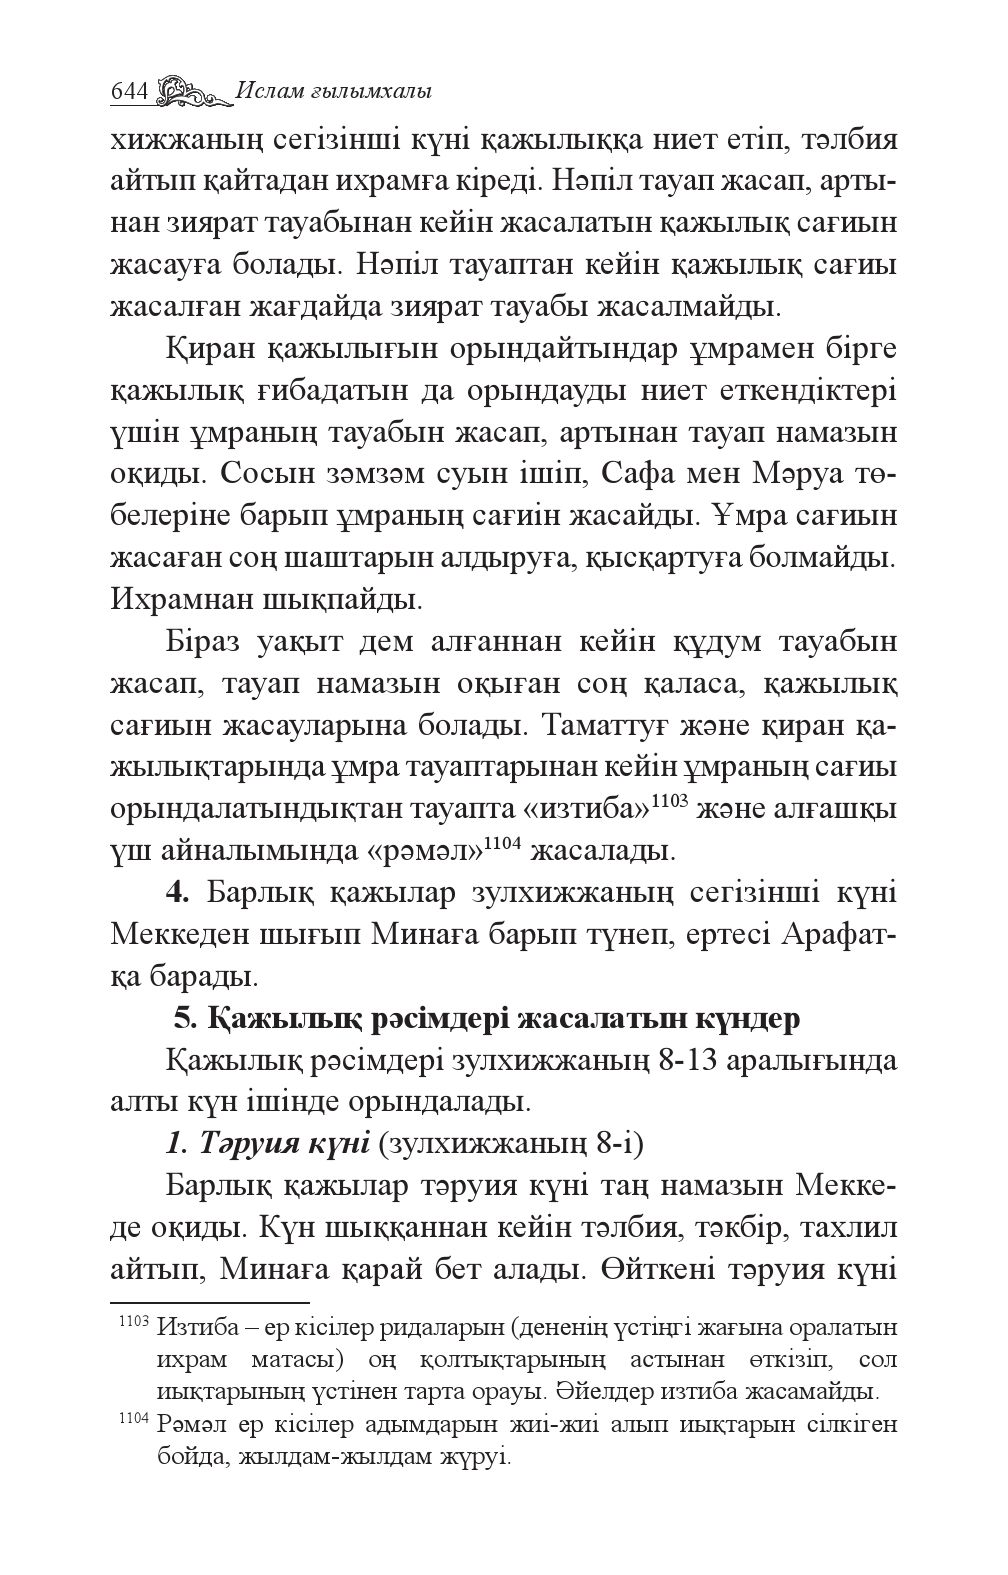 644 Ислам ғылымхалы
хижжаның сегізінші күні қажылыққа ниет етіп, тәлбия
айтып қайтадан ихрамға кіреді. Нәпіл тауап жасап, арты-
нан зиярат тауабынан кейін жасалатын қажылық сағиын
жасауға болады. Нәпіл тауаптан кейін қажылық сағиы
жасалған жағдайда зиярат тауабы жасалмайды.
Қиран қажылығын орындайтындар ұмрамен бірге
қажылық ғибадатын да орындауды ниет еткендіктері
үшін ұмраның тауабын жасап, артынан тауап намазын
оқиды. Сосын зәмзәм суын ішіп, Сафа мен Мәруа тө-
белеріне барып ұмраның сағиін жасайды. Ұмра сағиын
жасаған соң шаштарын алдыруға, қысқартуға болмайды.
Ихрамнан шықпайды.
Біраз уақыт дем алғаннан кейін құдум тауабын
жасап, тауап намазын оқыған соң қаласа, қажылық
сағиын жасауларына болады. Таматтуғ және қиран қа-
жылықтарында ұмра тауаптарынан кейін ұмраның сағиы
орындалатындықтан тауапта «изтиба»1103 және алғашқы
үш айналымында «рәмәл»1104 жасалады.
4. Барлық қажылар зулхижжаның сегізінші күні
Меккеден шығып Минаға барып түнеп, ертесі Арафат-
қа барады.
5. Қажылық рәсімдері жасалатын күндер
Қажылық рәсімдері зулхижжаның 8-13 аралығында
алты күн ішінде орындалады.
1. Тәруия күні (зулхижжаның 8-і)
Барлық қажылар тәруия күні таң намазын Мекке-
де оқиды. Күн шыққаннан кейін тәлбия, тәкбір, тахлил
айтып, Минаға қарай бет алады. Өйткені тәруия күні
1103 Изтиба – ер кісілер ридаларын (дененің үстіңгі жағына оралатын
ихрам матасы) оң қолтықтарының астынан өткізіп, сол
иықтарының үстінен тарта орауы. Әйелдер изтиба жасамайды.
1104 Рәмәл ер кісілер адымдарын жиі-жиі алып иықтарын сілкіген
бойда, жылдам-жылдам жүруі.